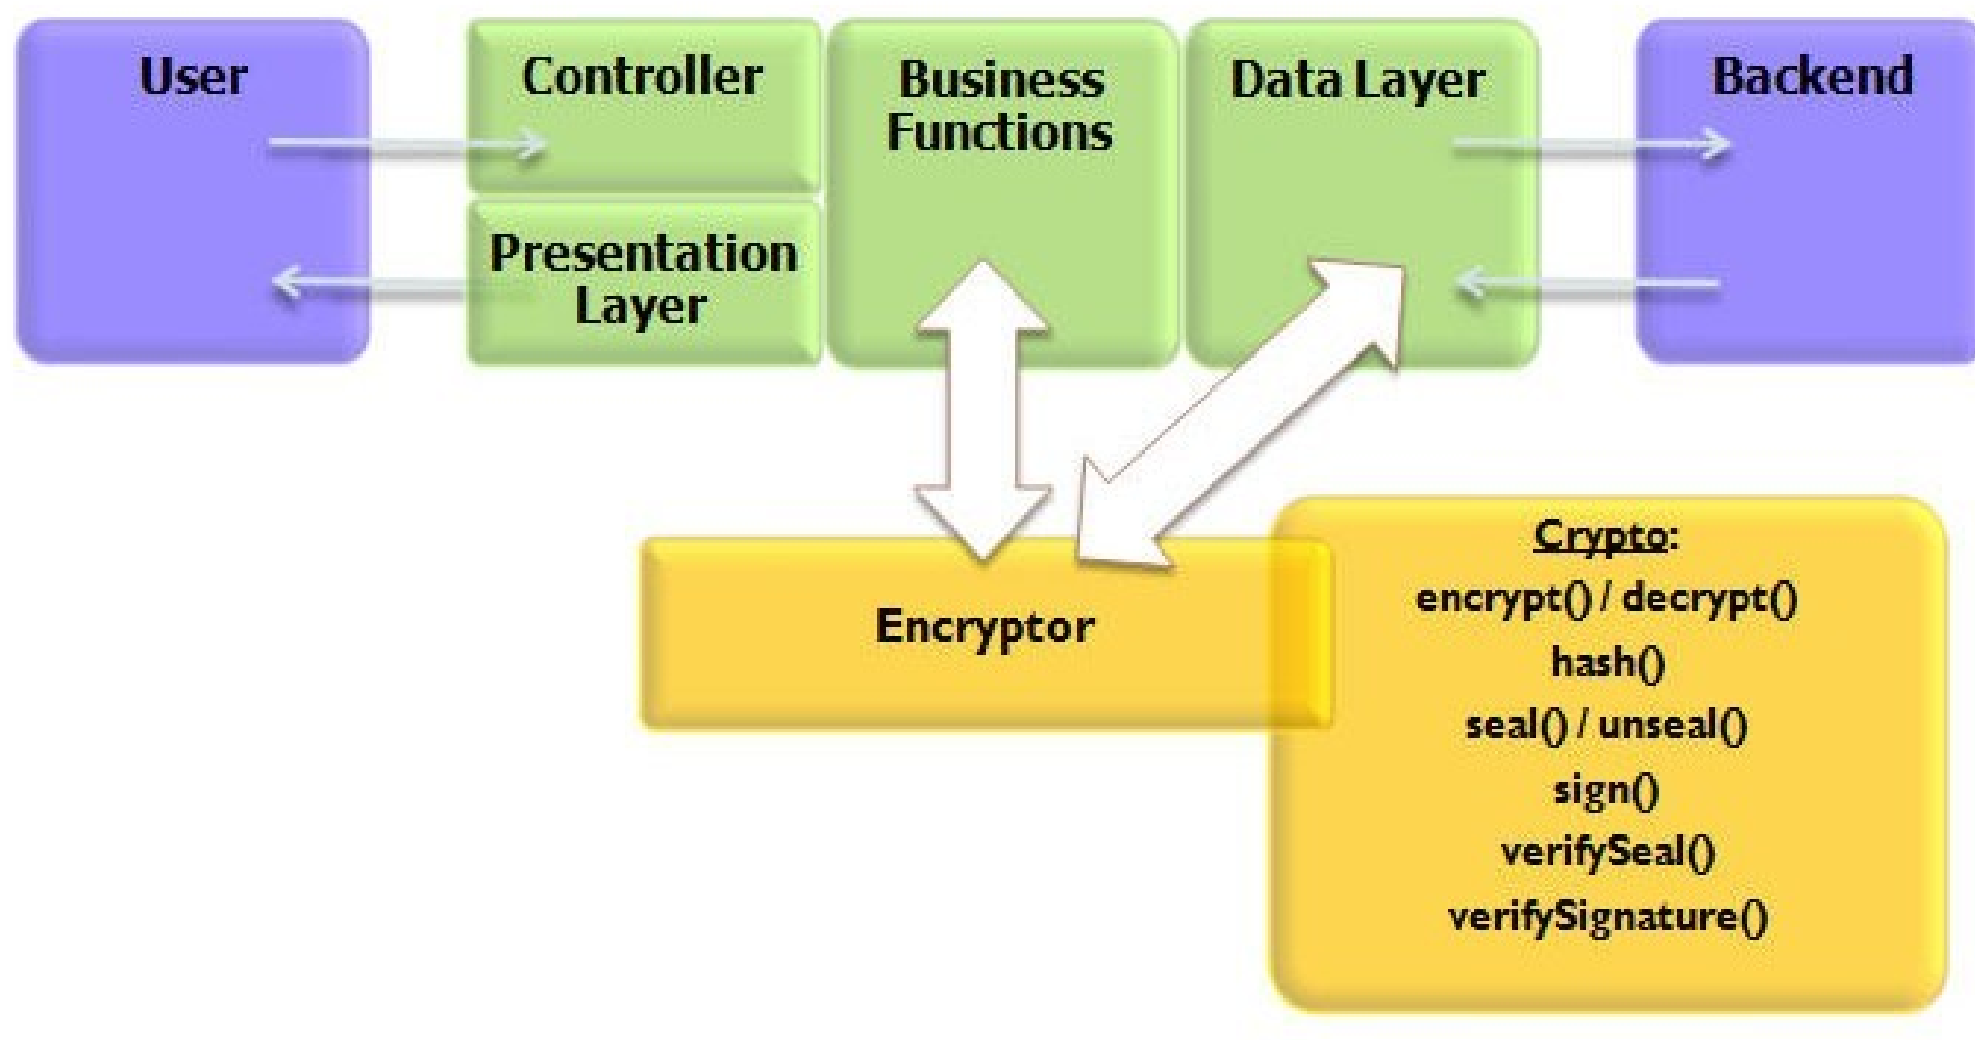 User
Controller
Presentation
Layer
Business
Functions
Data Layer
Backend
Encryptor
Crypto:
encrypt() / decrypt()
hash()
seal() / unseal()
sign()
verifySeal()
verifySignature()